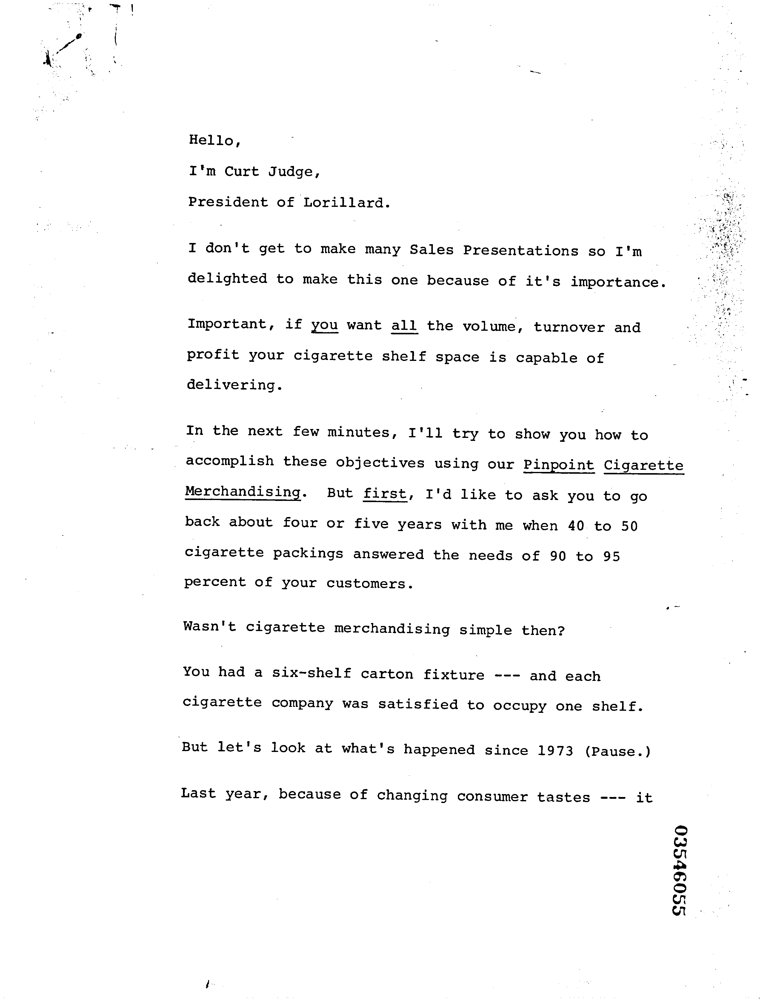 Hello,
I'm Curt Judge,
President of Lorillard.
I don't get to make many Sales Presentations so I'm
delighted to make this one because of it's importance.
Important, if you want all the volume, turnover and
profit your cigarette shelf space is capable of
delivering.
In the next few minutes, I'll try to show you how to
accomplish these objectives using our Pinpoint Cigarette
Merchandising. But first, I'd like to ask you to go
back about four or five years with me when 40 to 50
cigarette packings answered the needs of 90 to 95
percent of your customers.
Wasn't cigarette merchandising simple then?
You had a six-shelf carton fixture --- and each
cigarette company was satisfied to occupy one shelf.
But let's look at what's happened since 1973 (Pause.)
Last year, because of changing consumer tastes --- it
03546055